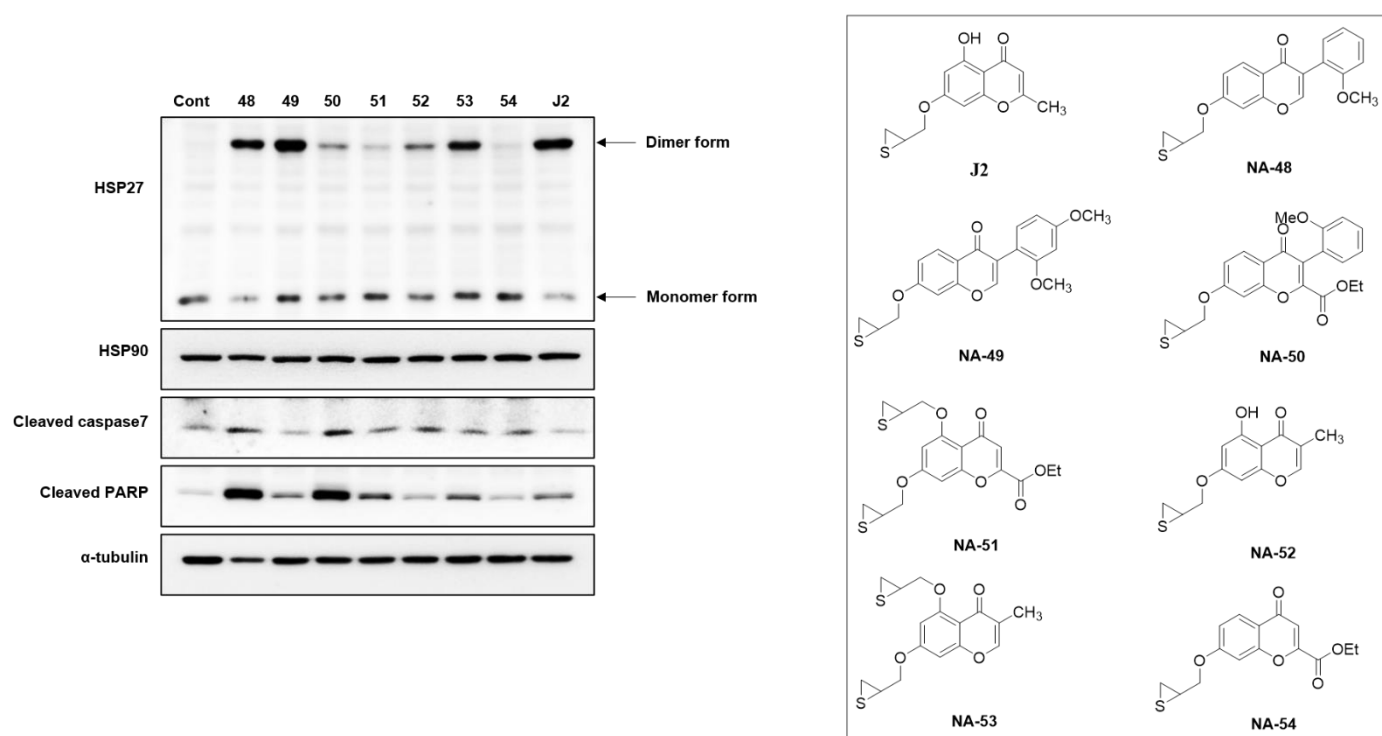 Cont 48 49 50 51 52 53 54 J2
HSP27
Dimer form
Monomer form
HSP90
Cleaved caspase7
Cleaved PARP
α-tubulin
OH O
O O CH3
S
J2
O
O O OCH3
S
NA-48
O OCH3
O O OCH3
S
NA-49
MeO
O
O O OEt
O
S
NA-50
S O O
O O OEt
O
S
NA-51
OH O
CH3
O O
S
NA-52
S O O
CH3
O O
S
NA-53
O
O O OEt
O
S
NA-54